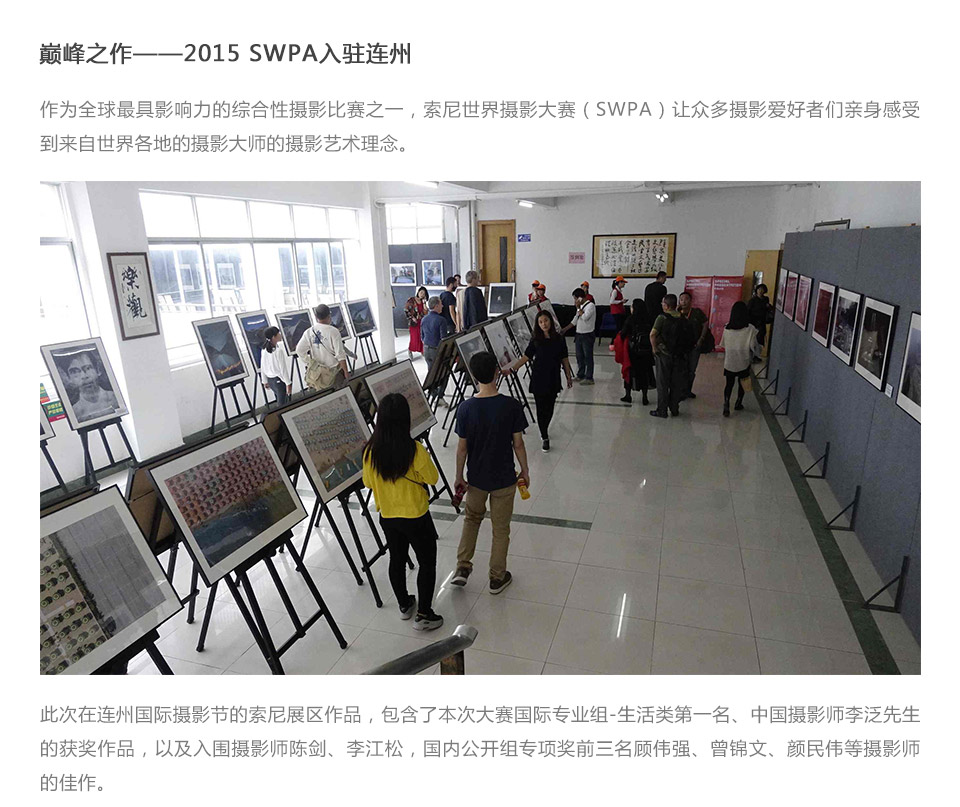 巅峰之作——2015 SWPA入驻连州
作为全球最具影响力的综合性摄影比赛之一，索尼世界摄影大赛（SWPA）让众多摄影爱好者们亲身感受
到来自世界各地的摄影大师的摄影艺术理念。
樂觀
此次在连州国际摄影节的索尼展区作品，包含了本次大赛国际专业组-生活类第一名、中国摄影师李泛先生
的获奖作品，以及入围摄影师陈剑、李江松，国内公开组专项奖前三名顾伟强、曾锦文、颜民伟等摄影师
的佳作。